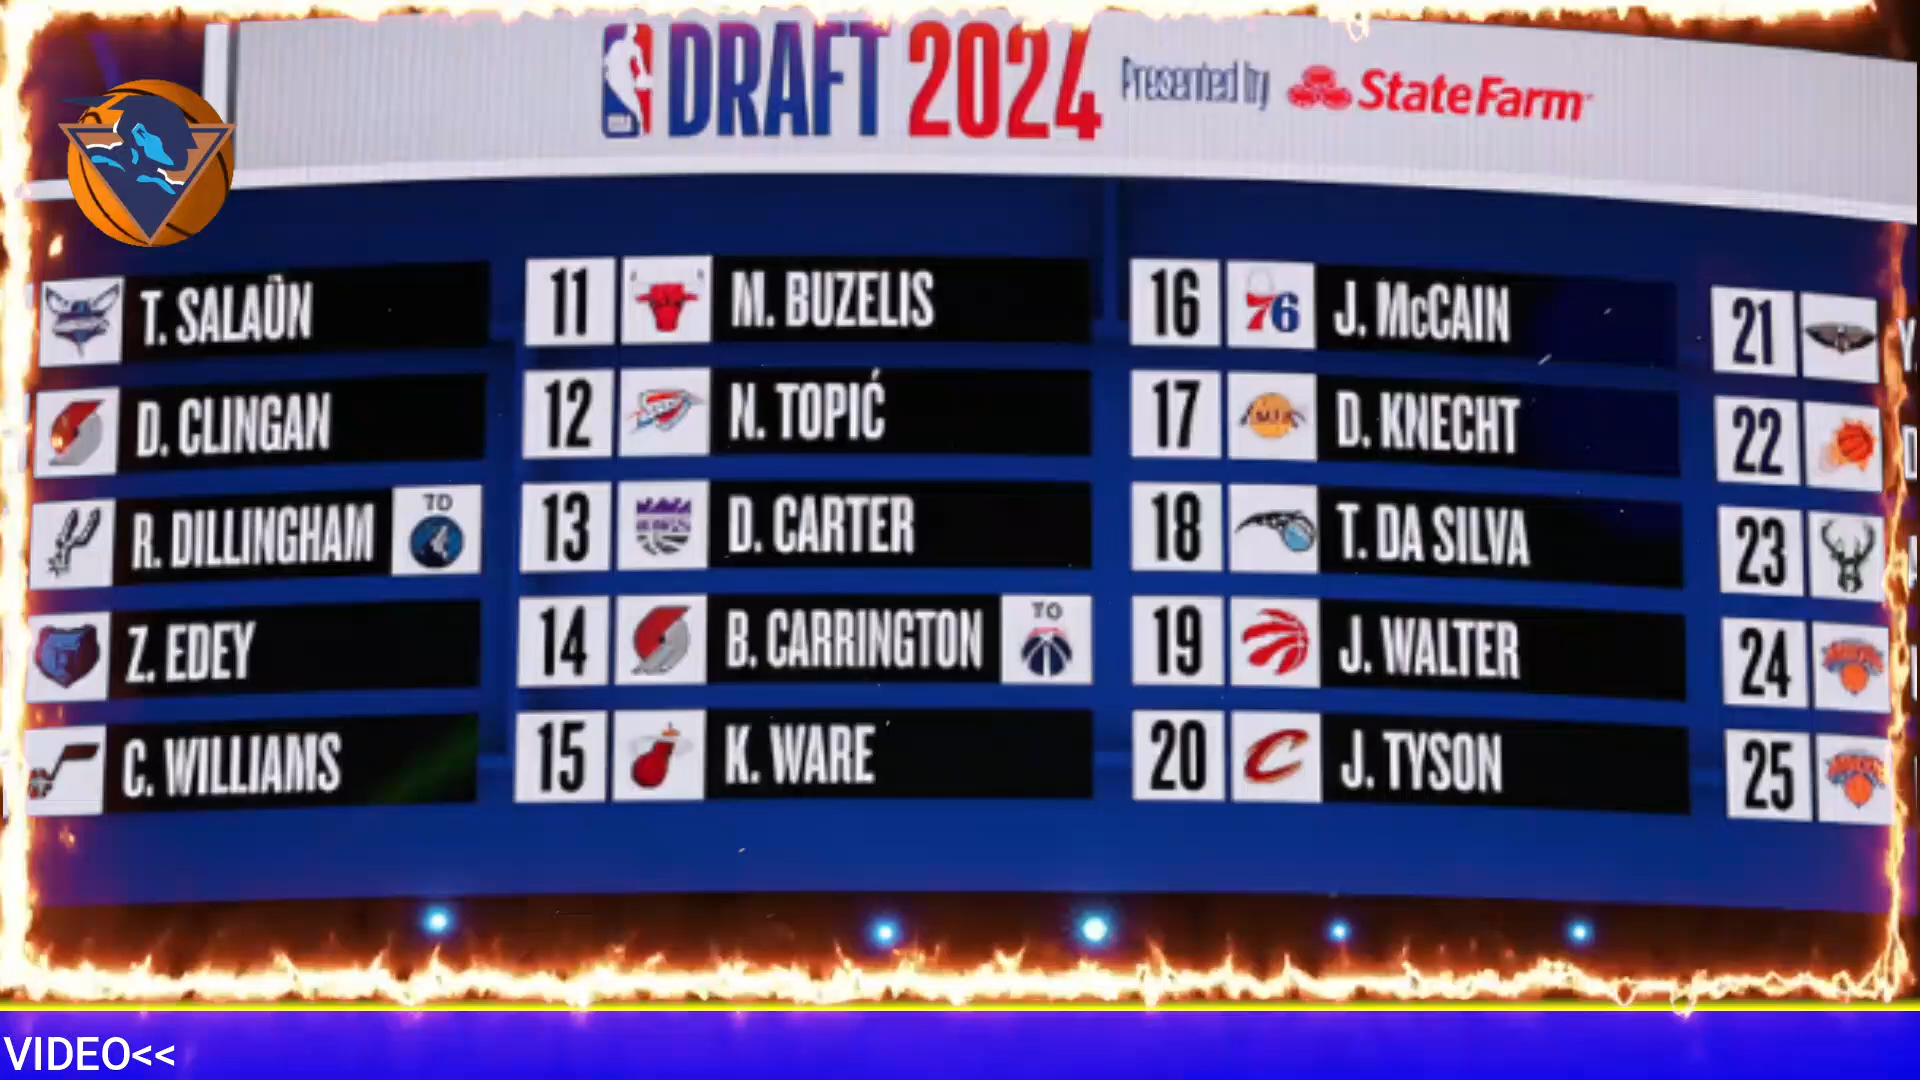 DRAFT 2024 Presented by StateFarm
T. SALAÜN
D. CLINGAN
R. DILLINGHAM TO
Z. EDEY
C. WILLIAMS
11 M. BUZELIS
12 N. TOPIĆ
13 KINGS D. CARTER
14 B. CARRINGTON TO
15 K. WARE
16 76 J. McCAIN
17 D. KNECHT
18 T. DA SILVA
19 J. WALTER
20 C J. TYSON
21
22
23
24
25
VIDEO<<